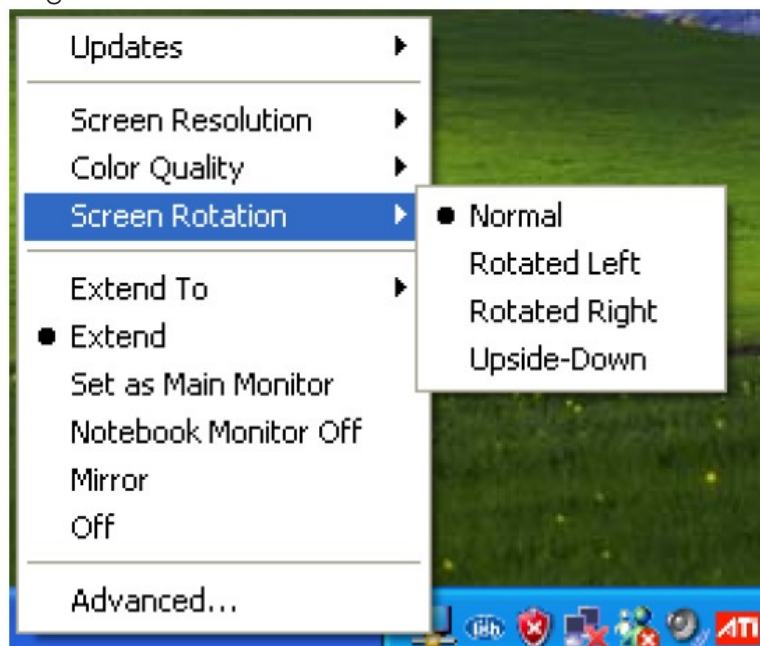 Updates
Screen Resolution
Color Quality
Screen Rotation
Normal
Rotated Left
Rotated Right
Upside-Down
Extend To
Extend
Set as Main Monitor
Notebook Monitor Off
Mirror
Off
Advanced...
ATI